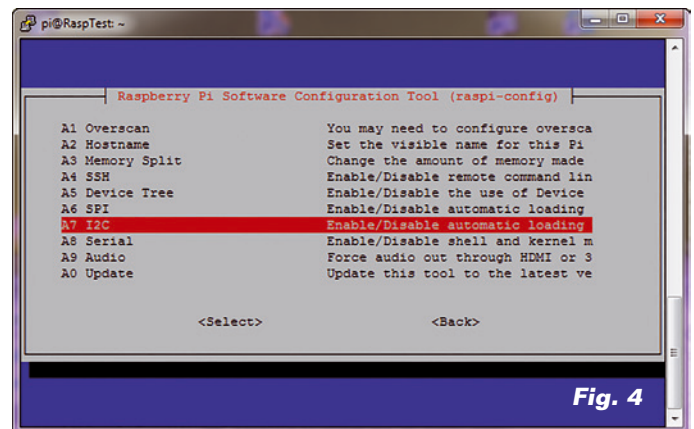 pi@RaspTest: ~
Raspberry Pi Software Configuration Tool (raspi-config)
A1 Overscan You may need to configure oversca
A2 Hostname Set the visible name for this Pi
A3 Memory Split Change the amount of memory made
A4 SSH Enable/Disable remote command lin
A5 Device Tree Enable/Disable the use of Device
A6 SPI Enable/Disable automatic loading
A7 I2C Enable/Disable automatic loading
A8 Serial Enable/Disable shell and kernel m
A9 Audio Force audio out through HDMI or 3
A0 Update Update this tool to the latest ve
<Select> <Back>
Fig. 4